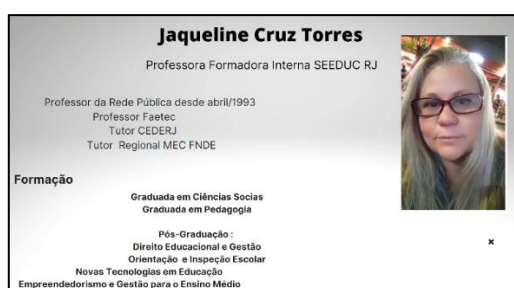 Jaqueline Cruz Torres
Professora Formadora Interna SEEDUC RJ
Professor da Rede Pública desde abril/1993
Professor Faetec
Tutor CEDERJ
Tutor Regional MEC FNDE
Formação
Graduada em Ciências Socias
Graduada em Pedagogia
Pós-Graduação :
Direito Educacional e Gestão
Orientação e Inspeção Escolar
Novas Tecnologias em Educação
Empreendedorismo e Gestão para o Ensino Médio